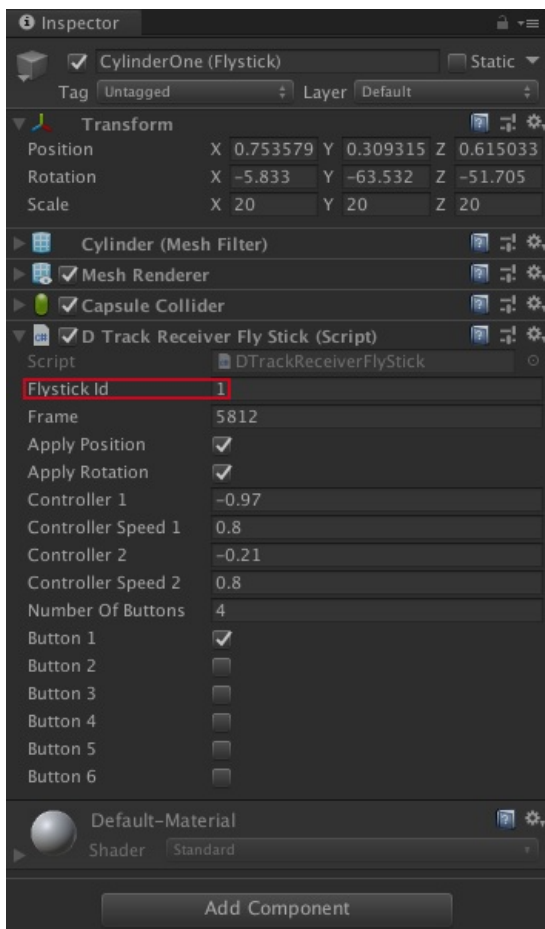 Inspector
CylinderOne (Flystick) Static
Tag Untagged Layer Default
Transform
Position X 0.753579 Y 0.309315 Z 0.615033
Rotation X -5.833 Y -63.532 Z -51.705
Scale X 20 Y 20 Z 20
Cylinder (Mesh Filter)
Mesh Renderer
Capsule Collider
c# D Track Receiver Fly Stick (Script)
Script DTrackReceiverFlyStick
Flystick Id 1
Frame 5812
Apply Position
Apply Rotation
Controller 1 -0.97
Controller Speed 1 0.8
Controller 2 -0.21
Controller Speed 2 0.8
Number Of Buttons 4
Button 1
Button 2
Button 3
Button 4
Button 5
Button 6
Default-Material
Shader Standard
Add Component